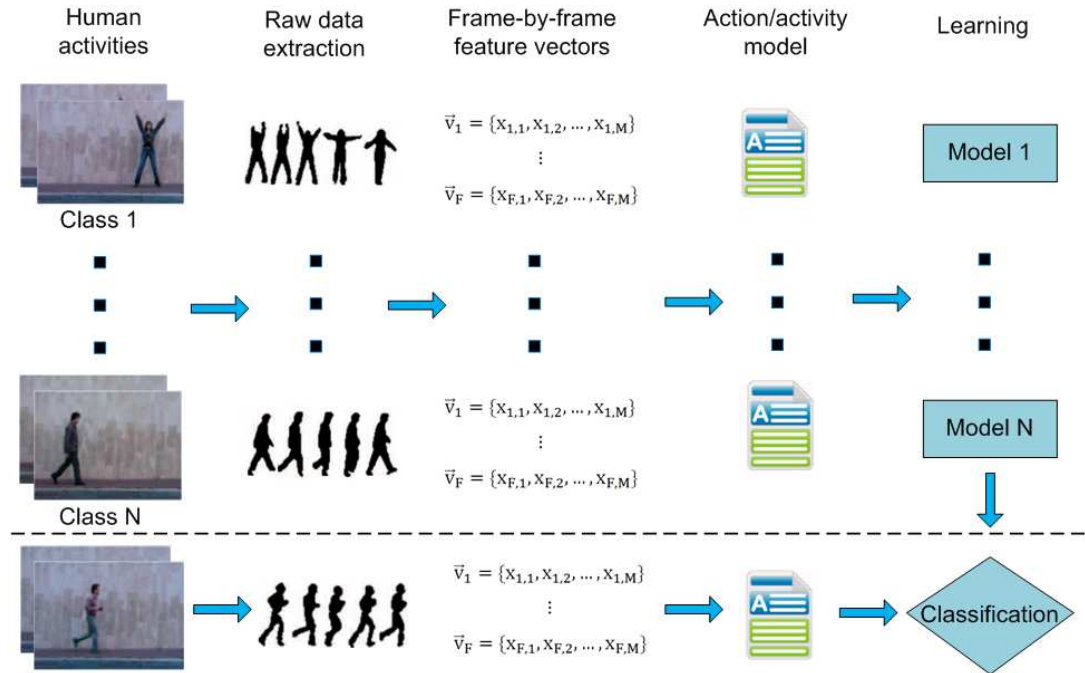 Human
activities
Raw data
extraction
Frame-by-frame
feature vectors
Action/activity
model
Learning
v⃗₁ = {x₁,₁, x₁,₂, … , x₁,M}
⋮
v⃗F = {xF,₁, xF,₂, … , xF,M}
A
Model 1
Class 1
v⃗₁ = {x₁,₁, x₁,₂, … , x₁,M}
⋮
v⃗F = {xF,₁, xF,₂, … , xF,M}
A
Model N
Class N
v⃗₁ = {x₁,₁, x₁,₂, … , x₁,M}
⋮
v⃗F = {xF,₁, xF,₂, … , xF,M}
A
Classification